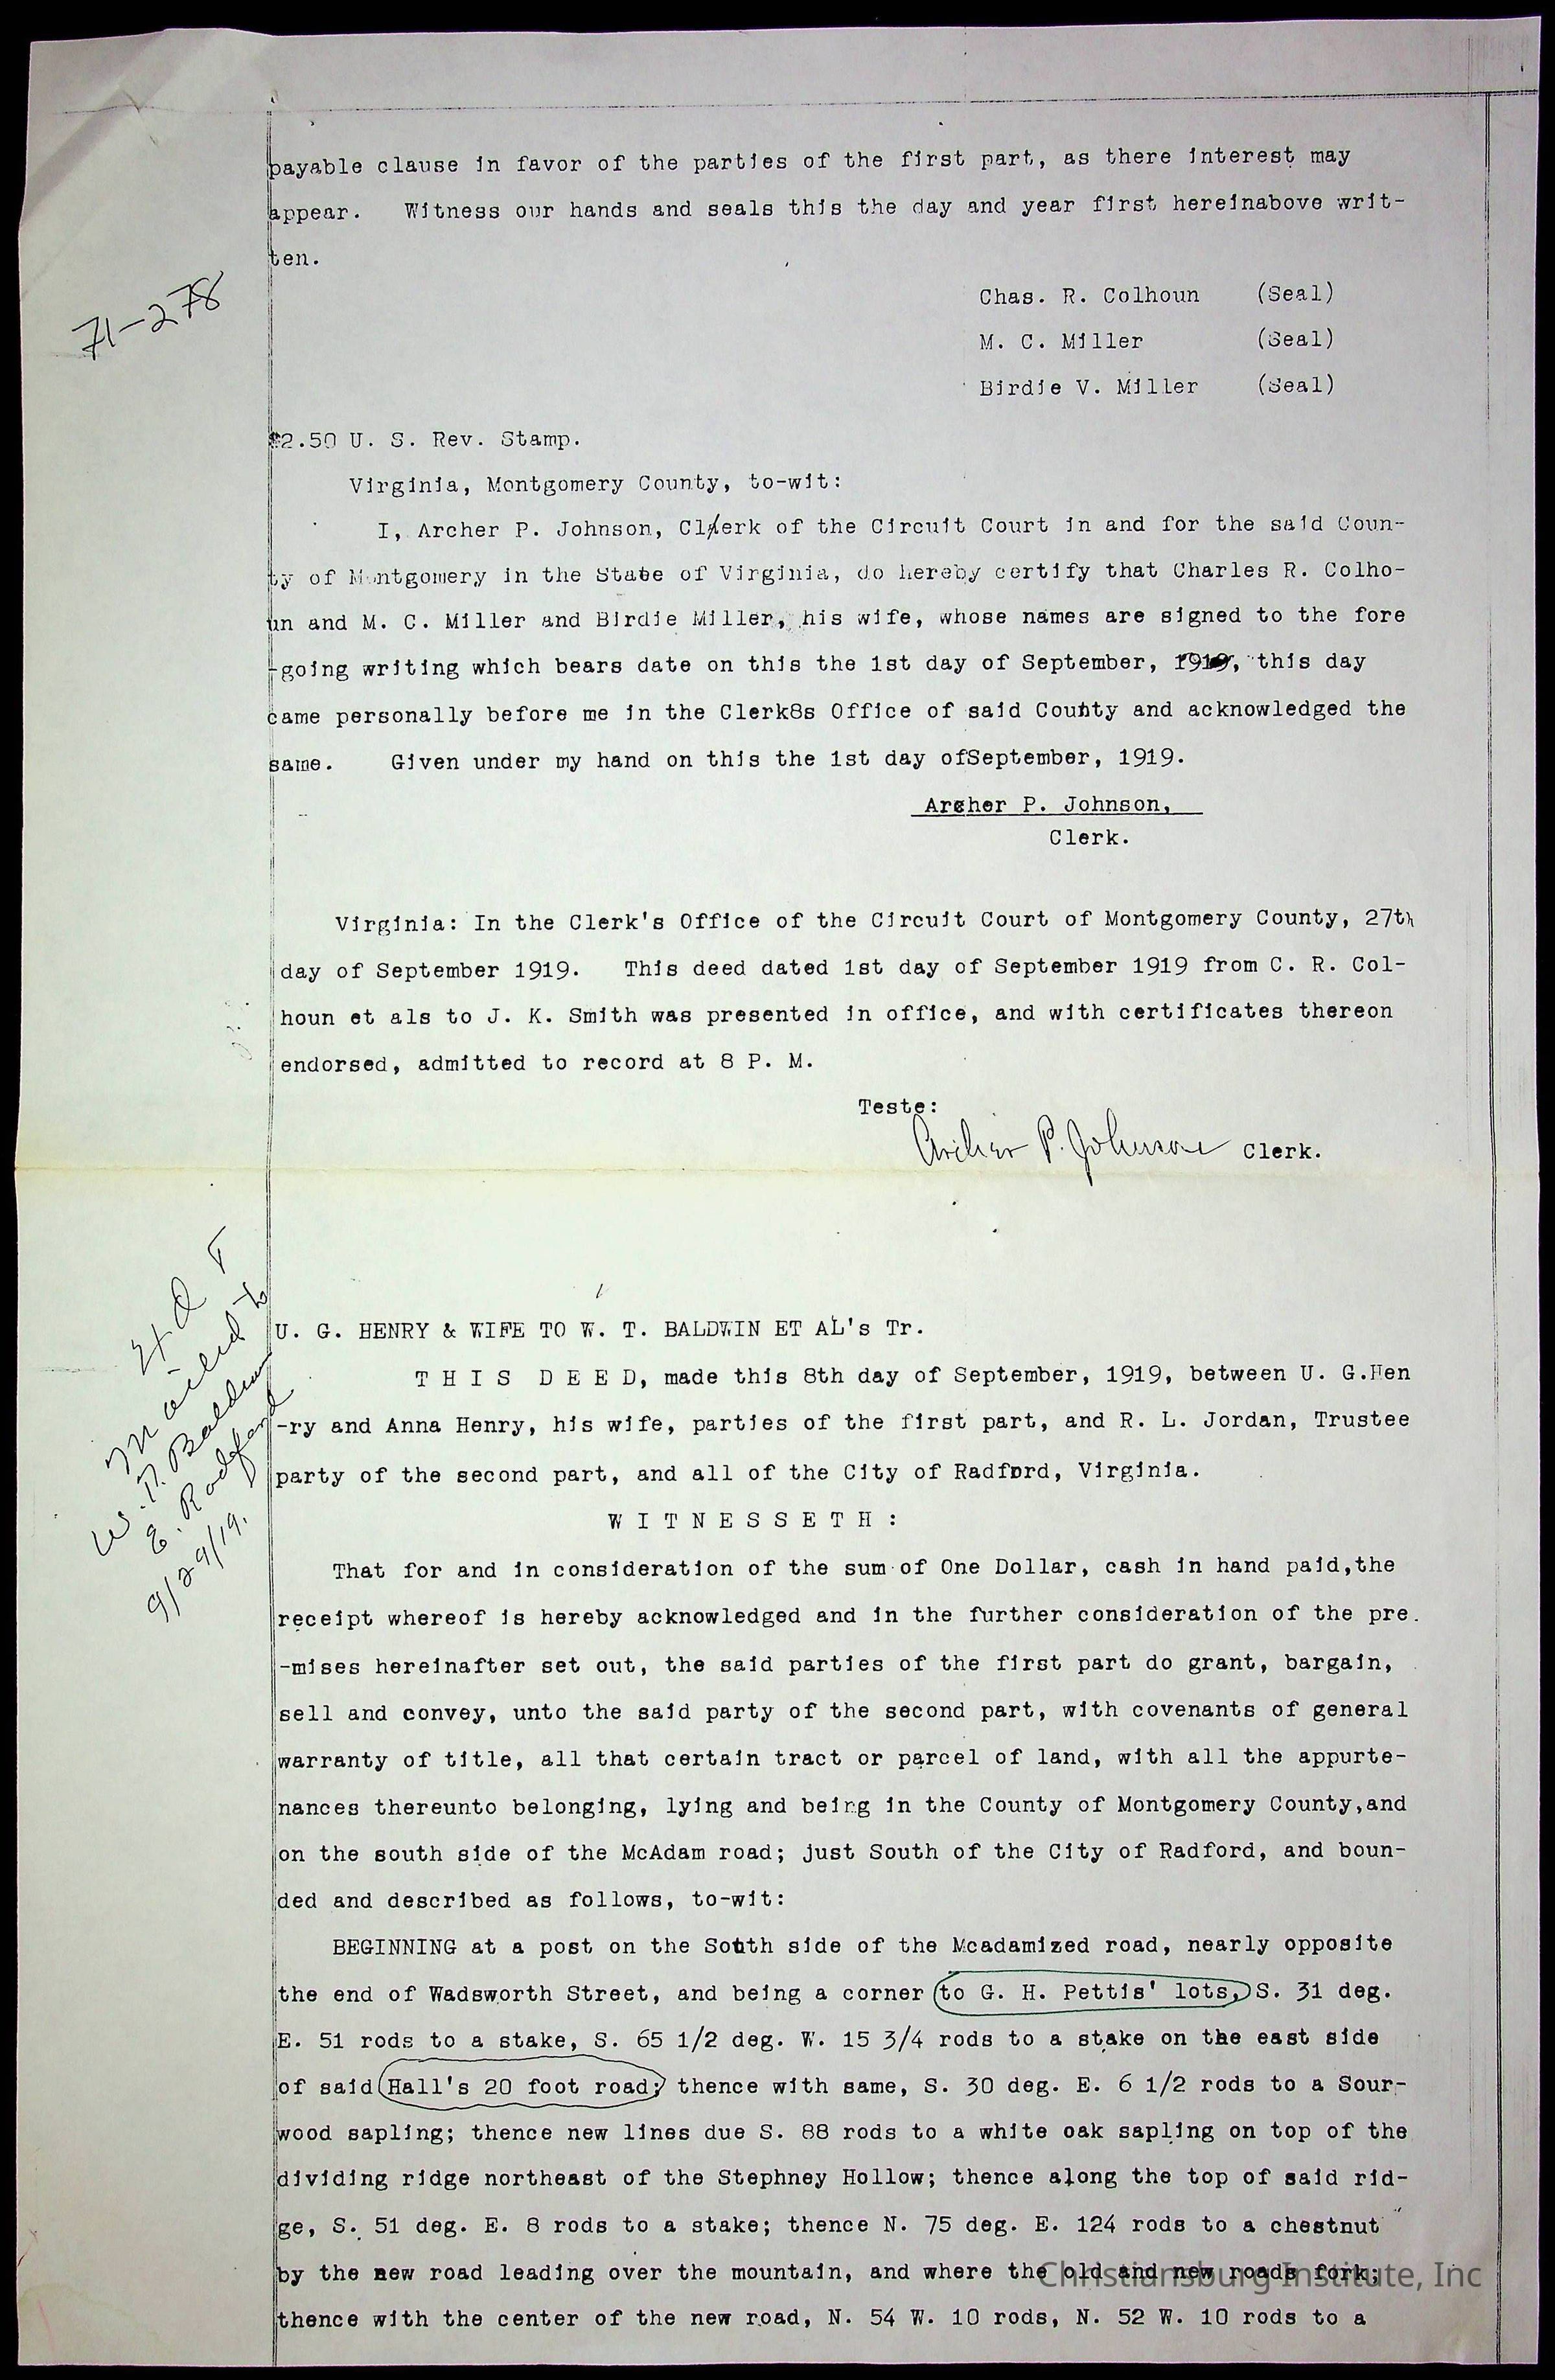 payable clause in favor of the parties of the first part, as there interest may
appear. Witness our hands and seals this the day and year first hereinabove writ-
ten.
71-278
Chas. R. Colhoun (Seal)
M. C. Miller (Seal)
Birdie V. Miller (Seal)
$2.50 U. S. Rev. Stamp.
Virginia, Montgomery County, to-wit:
I, Archer P. Johnson, Clerk of the Circuit Court in and for the said Coun-
ty of Montgomery in the State of Virginia, do hereby certify that Charles R. Colho-
un and M. C. Miller and Birdie Miller, his wife, whose names are signed to the fore
-going writing which bears date on this the 1st day of September, 1919, this day
came personally before me in the Clerk8s Office of said County and acknowledged the
same. Given under my hand on this the 1st day ofSeptember, 1919.
Archer P. Johnson,
Clerk.
Virginia: In the Clerk's Office of the Circuit Court of Montgomery County, 27th
day of September 1919. This deed dated 1st day of September 1919 from C. R. Col-
houn et als to J. K. Smith was presented in office, and with certificates thereon
endorsed, admitted to record at 8 P. M.
Teste:
Archer P. Johnson Clerk.
Mailed to
W. T. Baldwin
E. Radford
9/29/19.
U. G. HENRY & WIFE TO W. T. BALDWIN ET AL's Tr.
T H I S D E E D, made this 8th day of September, 1919, between U. G.Hen
-ry and Anna Henry, his wife, parties of the first part, and R. L. Jordan, Trustee
party of the second part, and all of the City of Radford, Virginia.
W I T N E S S E T H :
That for and in consideration of the sum of One Dollar, cash in hand paid,the
receipt whereof is hereby acknowledged and in the further consideration of the pre.
-mises hereinafter set out, the said parties of the first part do grant, bargain,
sell and convey, unto the said party of the second part, with covenants of general
warranty of title, all that certain tract or parcel of land, with all the appurte-
nances thereunto belonging, lying and being in the County of Montgomery County,and
on the south side of the McAdam road; just South of the City of Radford, and boun-
ded and described as follows, to-wit:
BEGINNING at a post on the South side of the Mcadamized road, nearly opposite
the end of Wadsworth Street, and being a corner to G. H. Pettis' lots, S. 31 deg.
E. 51 rods to a stake, S. 65 1/2 deg. W. 15 3/4 rods to a stake on the east side
of said Hall's 20 foot road; thence with same, S. 30 deg. E. 6 1/2 rods to a Sour-
wood sapling; thence new lines due S. 88 rods to a white oak sapling on top of the
dividing ridge northeast of the Stephney Hollow; thence along the top of said rid-
ge, S. 51 deg. E. 8 rods to a stake; thence N. 75 deg. E. 124 rods to a chestnut
by the new road leading over the mountain, and where the old and new roads fork;
Christiansburg Institute, Inc
thence with the center of the new road, N. 54 W. 10 rods, N. 52 W. 10 rods to a